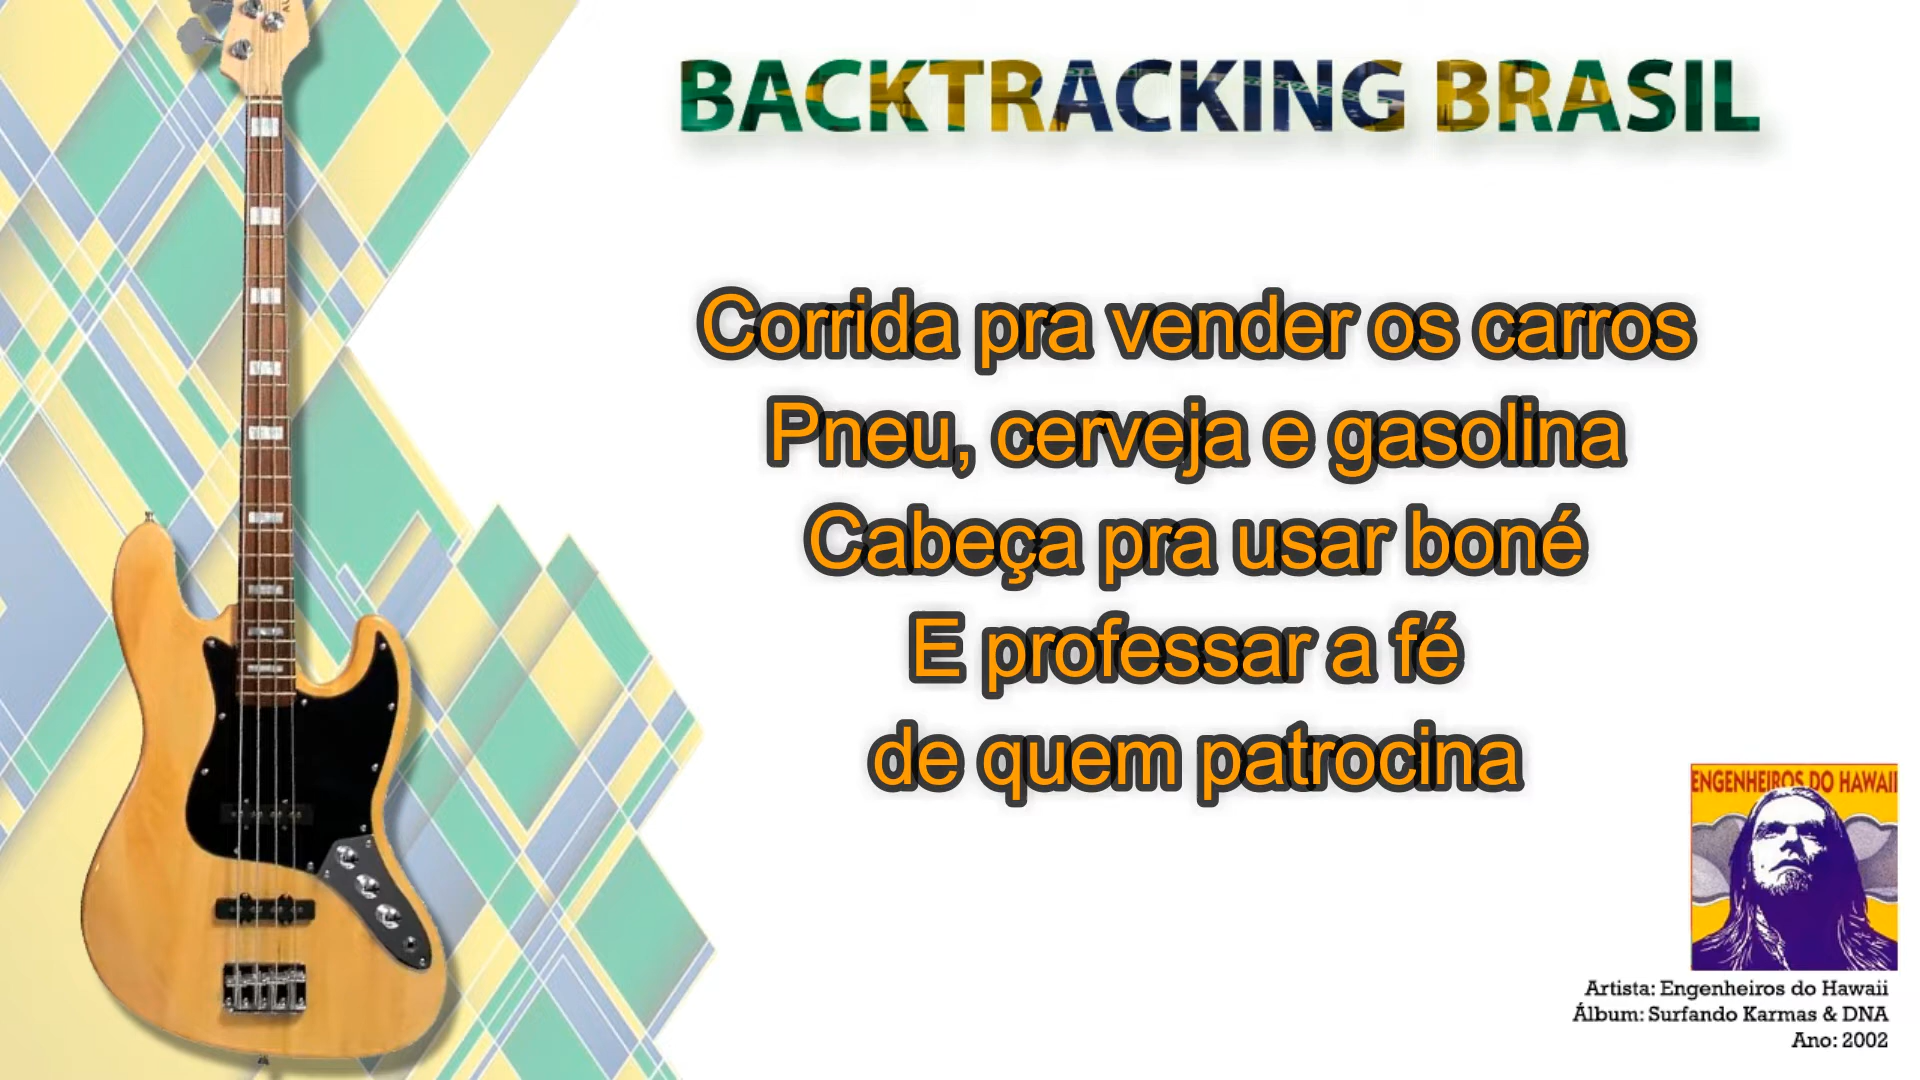 BACKTRACKING BRASIL
Corrida pra vender os carros
Pneu, cerveja e gasolina
Cabeça pra usar boné
E professar a fé
de quem patrocina
ENGENHEIROS DO HAWAII
Artista: Engenheiros do Hawaii
Álbum: Surfando Karmas & DNA
Ano: 2002